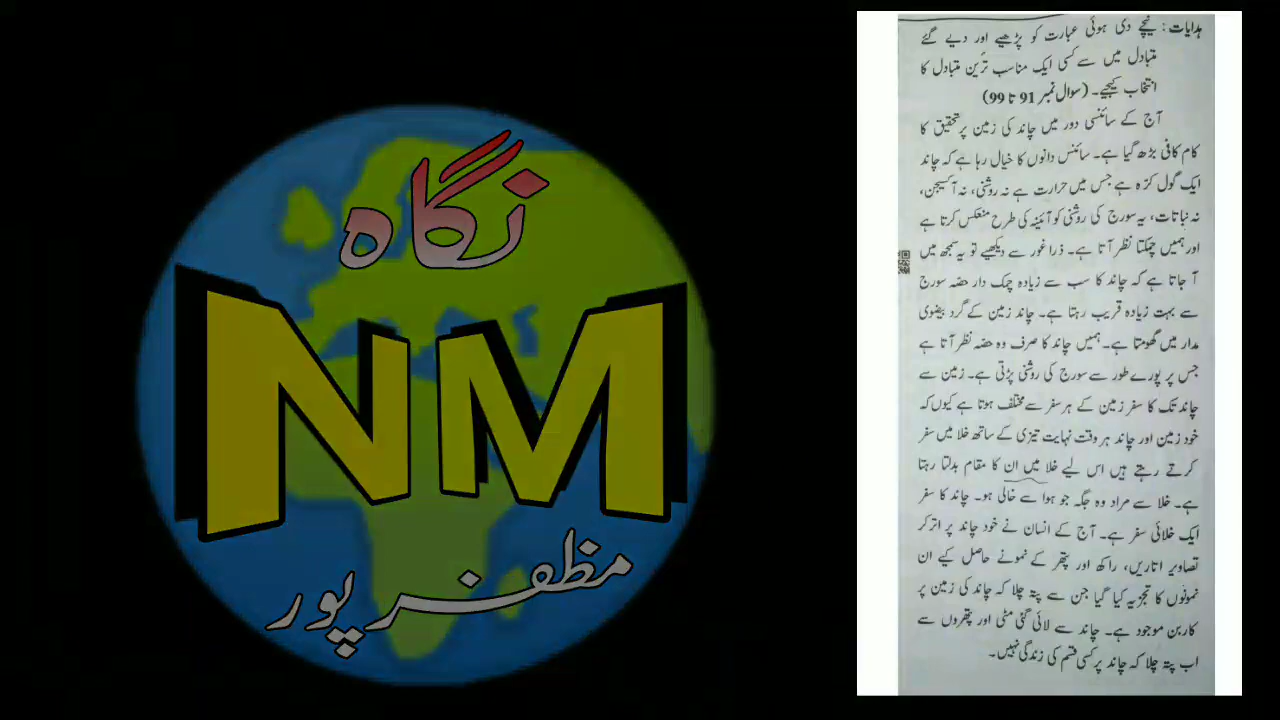 نگاہ
NM
مظفر پور
ہدایات: نیچے دی ہوئی عبارت کو پڑھیے اور دیے گئے
متبادل میں سے کسی ایک مناسب ترین متبادل کا
انتخاب کیجیے۔ (سوال نمبر 91 تا 99)
آج کے سائنسی دور میں چاند کی زمین پر تحقیق کا
کام کافی بڑھ گیا ہے۔ سائنس دانوں کا خیال رہا ہے کہ چاند
ایک گول کرّہ ہے جس میں حرارت ہے نہ روشنی، نہ آکسیجن،
نہ نباتات، یہ سورج کی روشنی کو آئینہ کی طرح منعکس کرتا ہے
اور ہمیں چمکتا نظر آتا ہے۔ ذرا غور سے دیکھیے تو یہ سمجھ میں
آ جاتا ہے کہ چاند کا سب سے زیادہ چمک دار حصّہ سورج
سے بہت زیادہ قریب رہتا ہے۔ چاند زمین کے گرد بیضوی
مدار میں گھومتا ہے۔ ہمیں چاند کا صرف وہ حصّہ نظر آتا ہے
جس پر پورے طور سے سورج کی روشنی پڑتی ہے۔ زمین سے
چاند تک کا سفر زمین کے ہر سفر سے مختلف ہوتا ہے کیوں کہ
خود زمین اور چاند ہر وقت نہایت تیزی کے ساتھ خلا میں سفر
کرتے رہتے ہیں اس لیے خلا میں ان کا مقام بدلتا رہتا
ہے۔ خلا سے مراد وہ جگہ جو ہوا سے خالی ہو۔ چاند کا سفر
ایک خلائی سفر ہے۔ آج کے انسان نے خود چاند پر اتر کر
تصاویر اتاریں، راکھ اور پتھر کے نمونے حاصل کیے ان
نمونوں کا تجزیہ کیا گیا جن سے پتہ چلا کہ چاند کی زمین پر
کاربن موجود ہے۔ چاند سے لائی گئی مٹی اور پتھروں سے
اب پتہ چلا کہ چاند پر کسی قسم کی زندگی نہیں۔